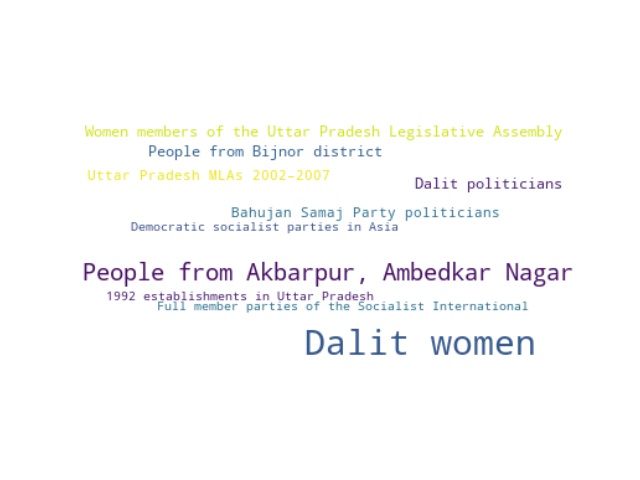 Women members of the Uttar Pradesh Legislative Assembly
People from Bijnor district
Uttar Pradesh MLAs 2002–2007
Dalit politicians
Bahujan Samaj Party politicians
Democratic socialist parties in Asia
People from Akbarpur, Ambedkar Nagar
1992 establishments in Uttar Pradesh
Full member parties of the Socialist International
Dalit women